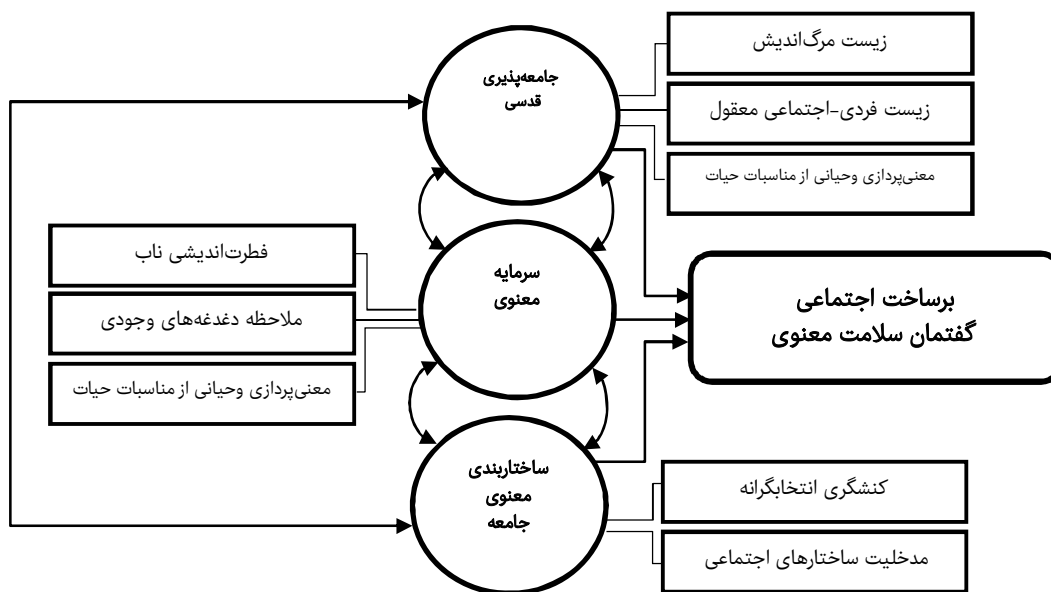 زیست مرگ‌اندیش
زیست فردی-اجتماعی معقول
معنی‌پردازی وحیانی از مناسبات حیات
جامعه‌پذیری
قدسی
فطرت‌اندیشی ناب
ملاحظه دغدغه‌های وجودی
معنی‌پردازی وحیانی از مناسبات حیات
سرمایه
معنوی
برساخت اجتماعی
گفتمان سلامت معنوی
ساختاربندی
معنوی
جامعه
کنشگری انتخابگرانه
مدخلیت ساختارهای اجتماعی